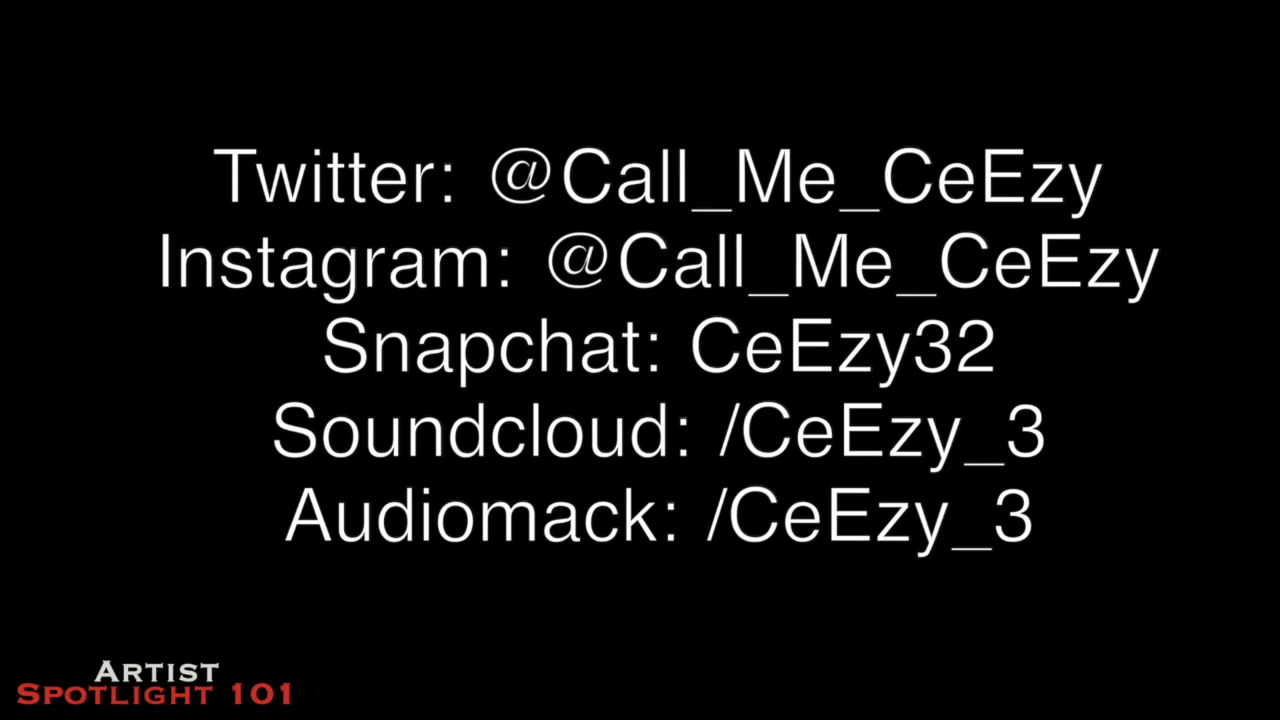 Twitter: @Call_Me_CeEzy
Instagram: @Call_Me_CeEzy
Snapchat: CeEzy32
Soundcloud: /CeEzy_3
Audiomack: /CeEzy_3
Artist
Spotlight 101